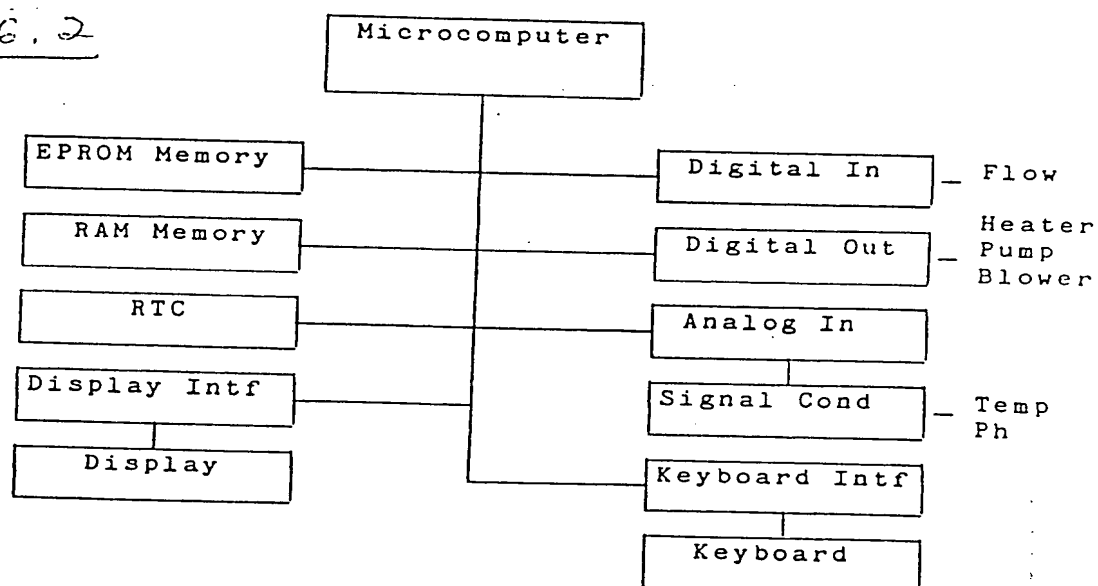 6.2
Microcomputer
EPROM Memory
Digital In
Flow
RAM Memory
Digital Out
Heater
Pump
Blower
RTC
Analog In
Display Intf
Signal Cond
Temp
Ph
Display
Keyboard Intf
Keyboard